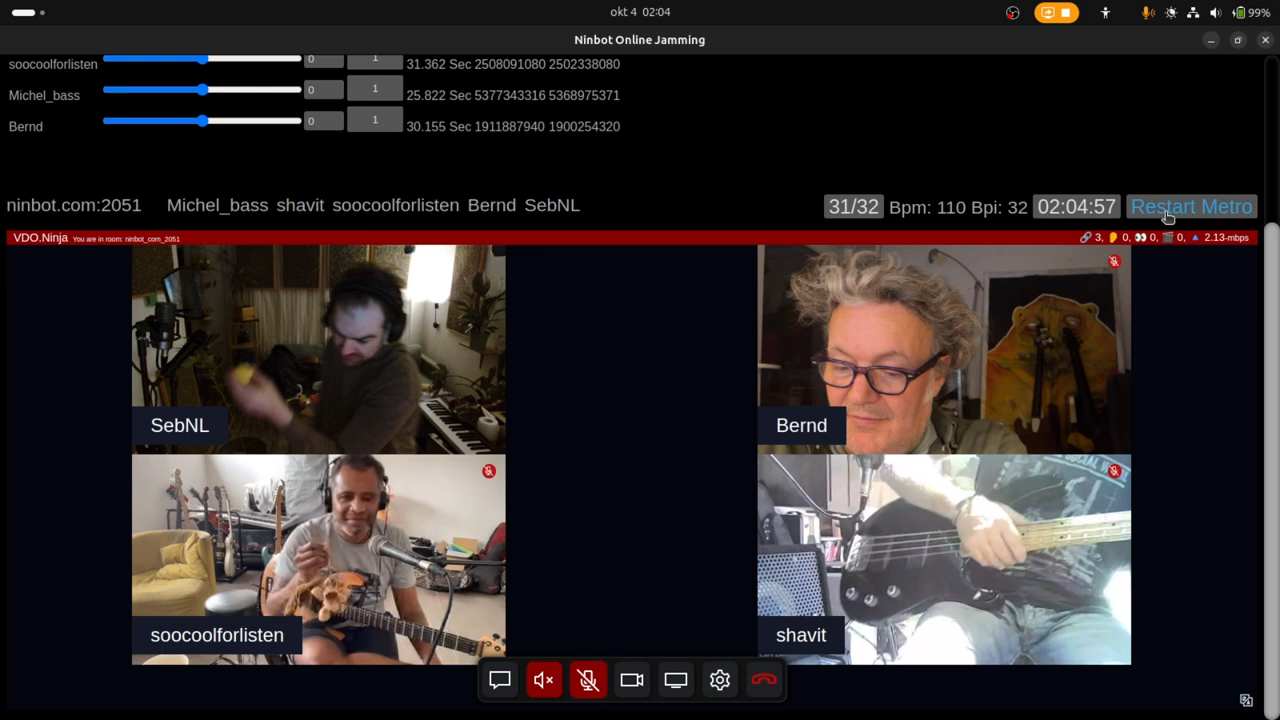 okt 4 02:04
99%
Ninbot Online Jamming
soocoolforlisten 0 1 31.362 Sec 2508091080 2502338080
Michel_bass 0 1 25.822 Sec 5377343316 5368975371
Bernd 0 1 30.155 Sec 1911887940 1900254320
ninbot.com:2051 Michel_bass shavit soocoolforlisten Bernd SebNL 31/32 Bpm: 110 Bpi: 32 02:04:57 Restart Metro
VDO.Ninja You are in room: ninbot_com_2051 3, 0, 0, 0, 2.13-mbps
SebNL
Bernd
soocoolforlisten
shavit